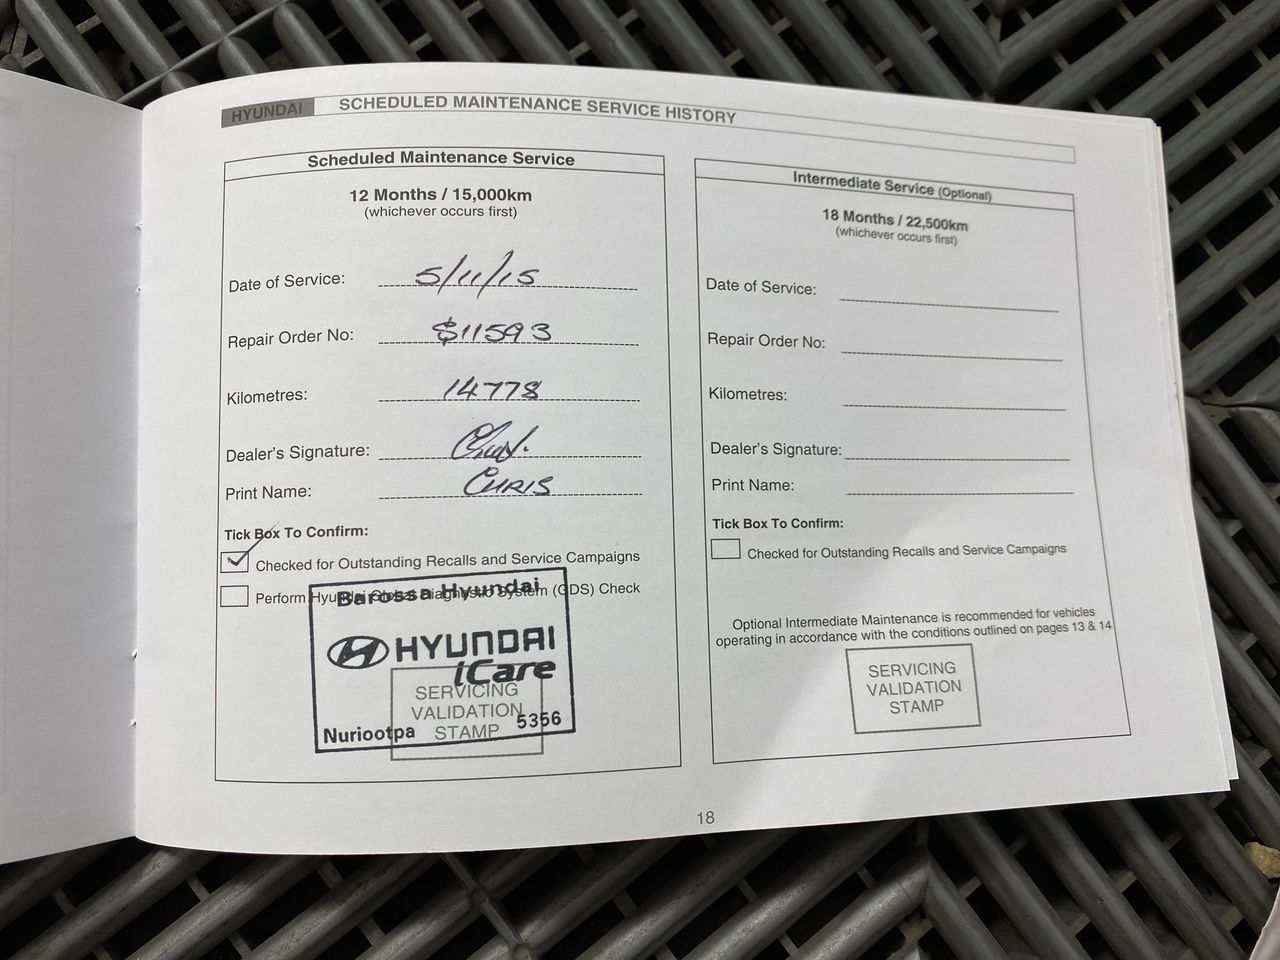 HYUNDAI SCHEDULED MAINTENANCE SERVICE HISTORY
Scheduled Maintenance Service
12 Months / 15,000km
(whichever occurs first)
Date of Service: 5/11/15
Repair Order No: $11593
Kilometres: 14778
Dealer's Signature:
Print Name: CHRIS
Tick Box To Confirm:
Checked for Outstanding Recalls and Service Campaigns
Perform Hyundai Global Diagnostic System (GDS) Check
Barossa Hyundai
HYUNDAI
iCare
SERVICING
VALIDATION
STAMP
Nuriootpa 5356
Intermediate Service (Optional)
18 Months / 22,500km
(whichever occurs first)
Date of Service:
Repair Order No:
Kilometres:
Dealer's Signature:
Print Name:
Tick Box To Confirm:
Checked for Outstanding Recalls and Service Campaigns
Optional Intermediate Maintenance is recommended for vehicles
operating in accordance with the conditions outlined on pages 13 & 14
SERVICING
VALIDATION
STAMP
18